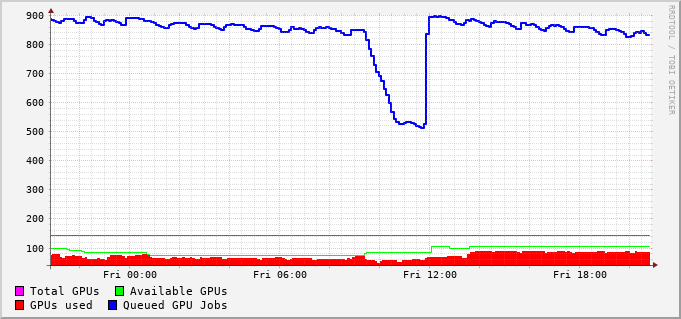 900
800
700
600
500
400
300
200
100
Fri 00:00 Fri 06:00 Fri 12:00 Fri 18:00
Total GPUs Available GPUs
GPUs used Queued GPU Jobs
RRDTOOL / TOBI OETIKER